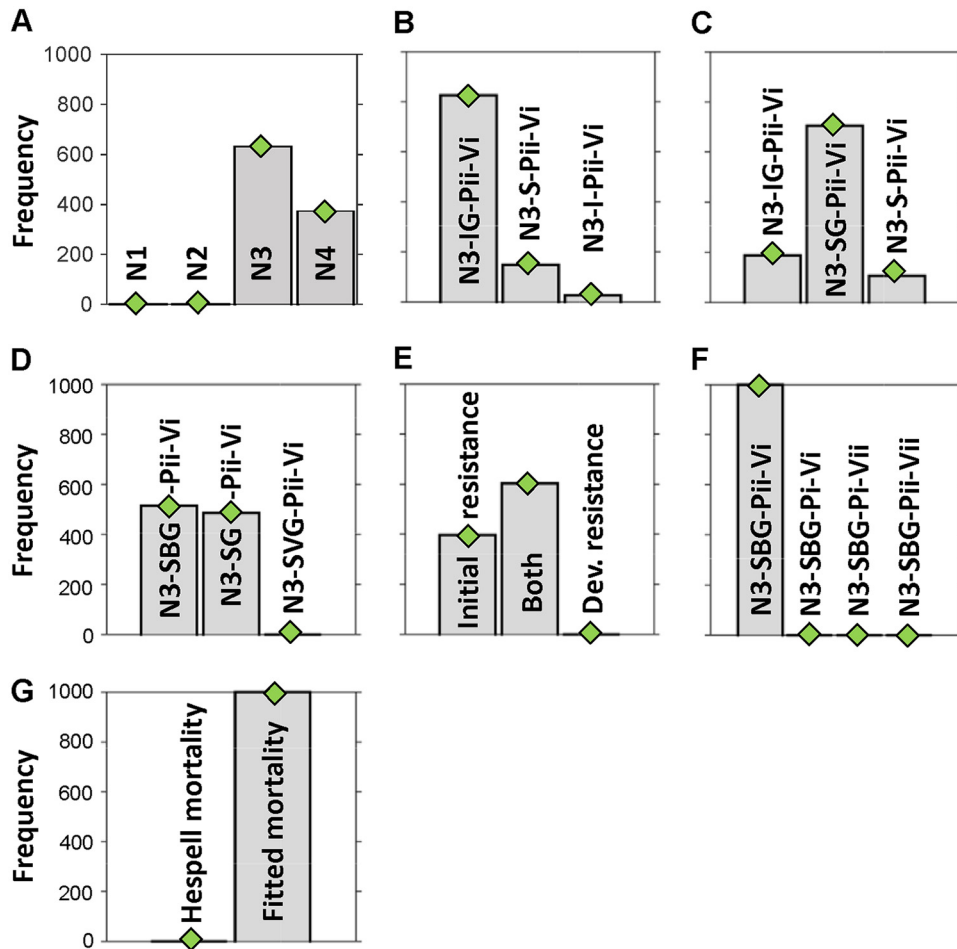 A
B
C
Frequency
1000
800
600
400
200
0
N1
N2
N3
N4
N3-IG-Pii-Vi
N3-S-Pii-Vi
N3-I-Pii-Vi
N3-IG-Pii-Vi
N3-SG-Pii-Vi
N3-S-Pii-Vi
D
E
F
Frequency
1000
800
600
400
200
0
N3-SBG-Pii-Vi
N3-SG-Pii-Vi
N3-SVG-Pii-Vi
Initial resistance
Both
Dev. resistance
N3-SBG-Pii-Vi
N3-SBG-Pi-Vi
N3-SBG-Pi-Vii
N3-SBG-Pii-Vii
G
Frequency
1000
800
600
400
200
0
Hespell mortality
Fitted mortality